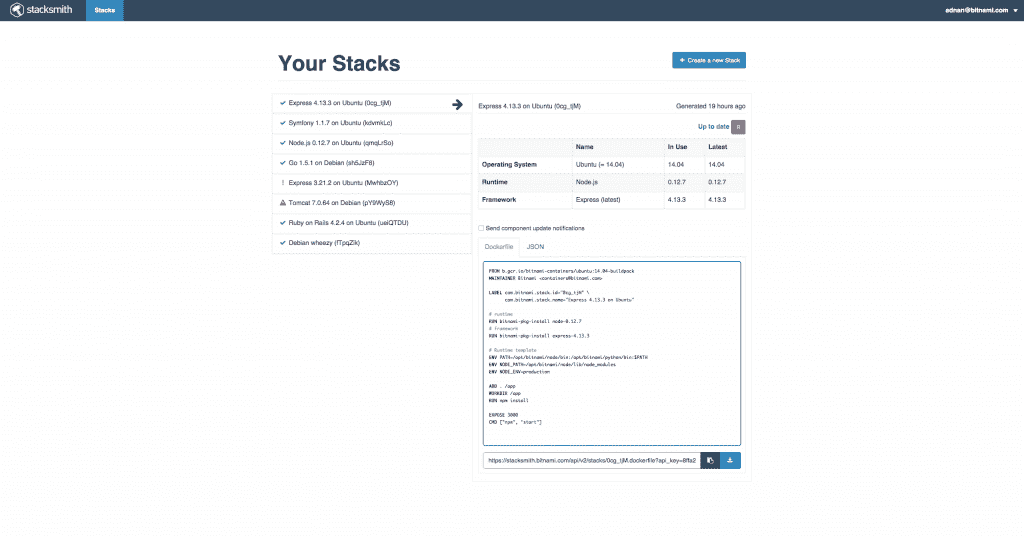 stacksmith
Stacks
adnan@bitnami.com
Your Stacks
+ Create a new Stack
Express 4.13.3 on Ubuntu (0cg_tjM)
Symfony 1.1.7 on Ubuntu (kdvmkLc)
Node.js 0.12.7 on Ubuntu (qmqLrSo)
Go 1.5.1 on Debian (sh5JzF8)
! Express 3.21.2 on Ubuntu (MwhbzOY)
Tomcat 7.0.64 on Debian (pY9WyS8)
Ruby on Rails 4.2.4 on Ubuntu (ueiQTDU)
Debian wheezy (fTpqZik)
Express 4.13.3 on Ubuntu (0cg_tjM)
Generated 19 hours ago
Up to date
Name In Use Latest
Operating System Ubuntu (= 14.04) 14.04 14.04
Runtime Node.js 0.12.7 0.12.7
Framework Express (latest) 4.13.3 4.13.3
Send component update notifications
Dockerfile JSON
FROM b.gcr.io/bitnami-containers/ubuntu:14.04-buildpack
MAINTAINER Bitnami <containers@bitnami.com>
LABEL com.bitnami.stack.id="0cg_tjM" \
com.bitnami.stack.name="Express 4.13.3 on Ubuntu"
# runtime
RUN bitnami-pkg-install node-0.12.7
# framework
RUN bitnami-pkg-install express-4.13.3
# Runtime template
ENV PATH=/opt/bitnami/node/bin:/opt/bitnami/python/bin:$PATH
ENV NODE_PATH=/opt/bitnami/node/lib/node_modules
ENV NODE_ENV=production
ADD . /app
WORKDIR /app
RUN npm install
EXPOSE 3000
CMD ["npm", "start"]
https://stacksmith.bitnami.com/api/v2/stacks/0cg_tjM.dockerfile?api_key=8ffa2